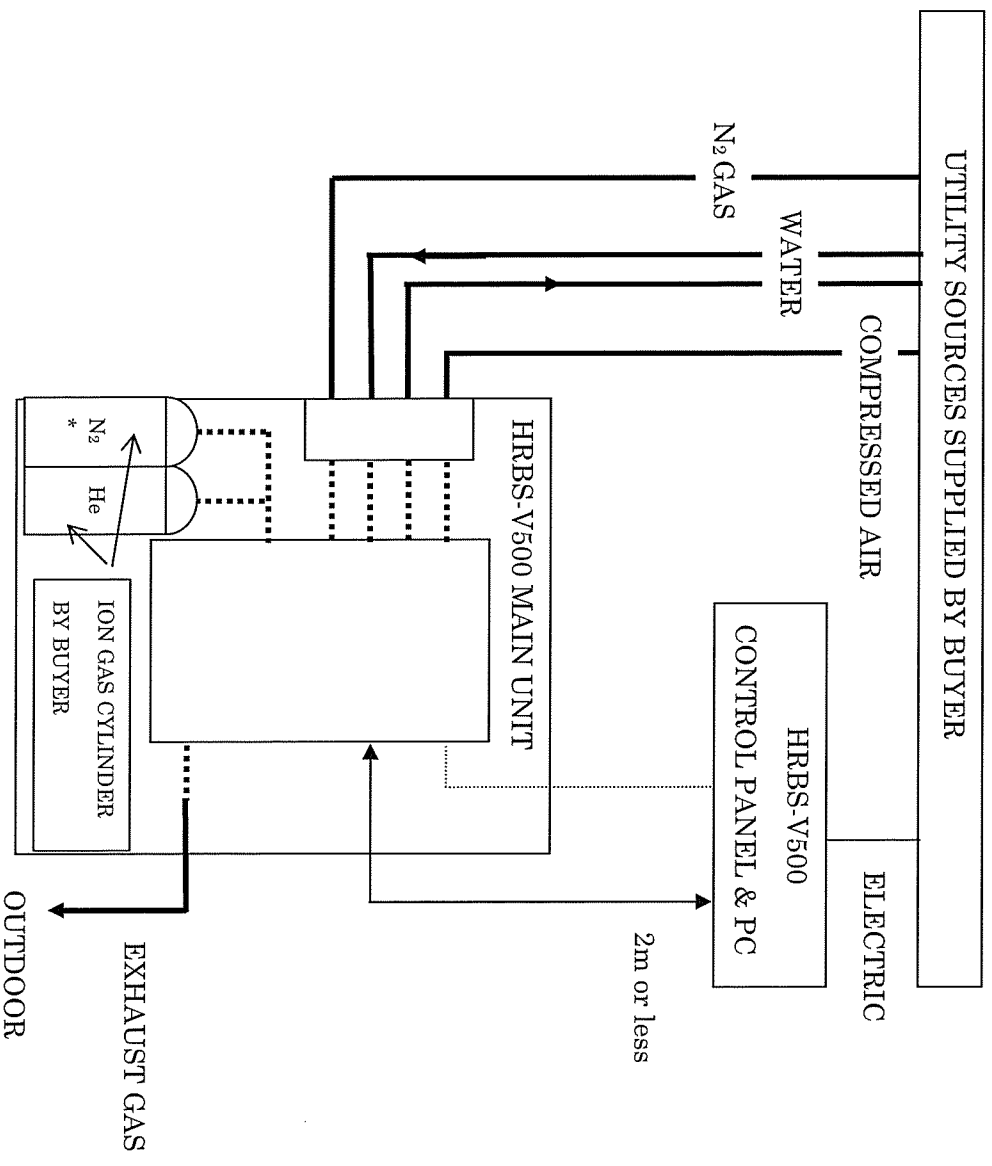 UTILITY SOURCES SUPPLIED BY BUYER
ELECTRIC
COMPRESSED AIR
WATER
N₂ GAS
HRBS-V500
CONTROL PANEL & PC
2m or less
HRBS-V500 MAIN UNIT
N₂
*
He
ION GAS CYLINDER
BY BUYER
EXHAUST GAS
OUTDOOR